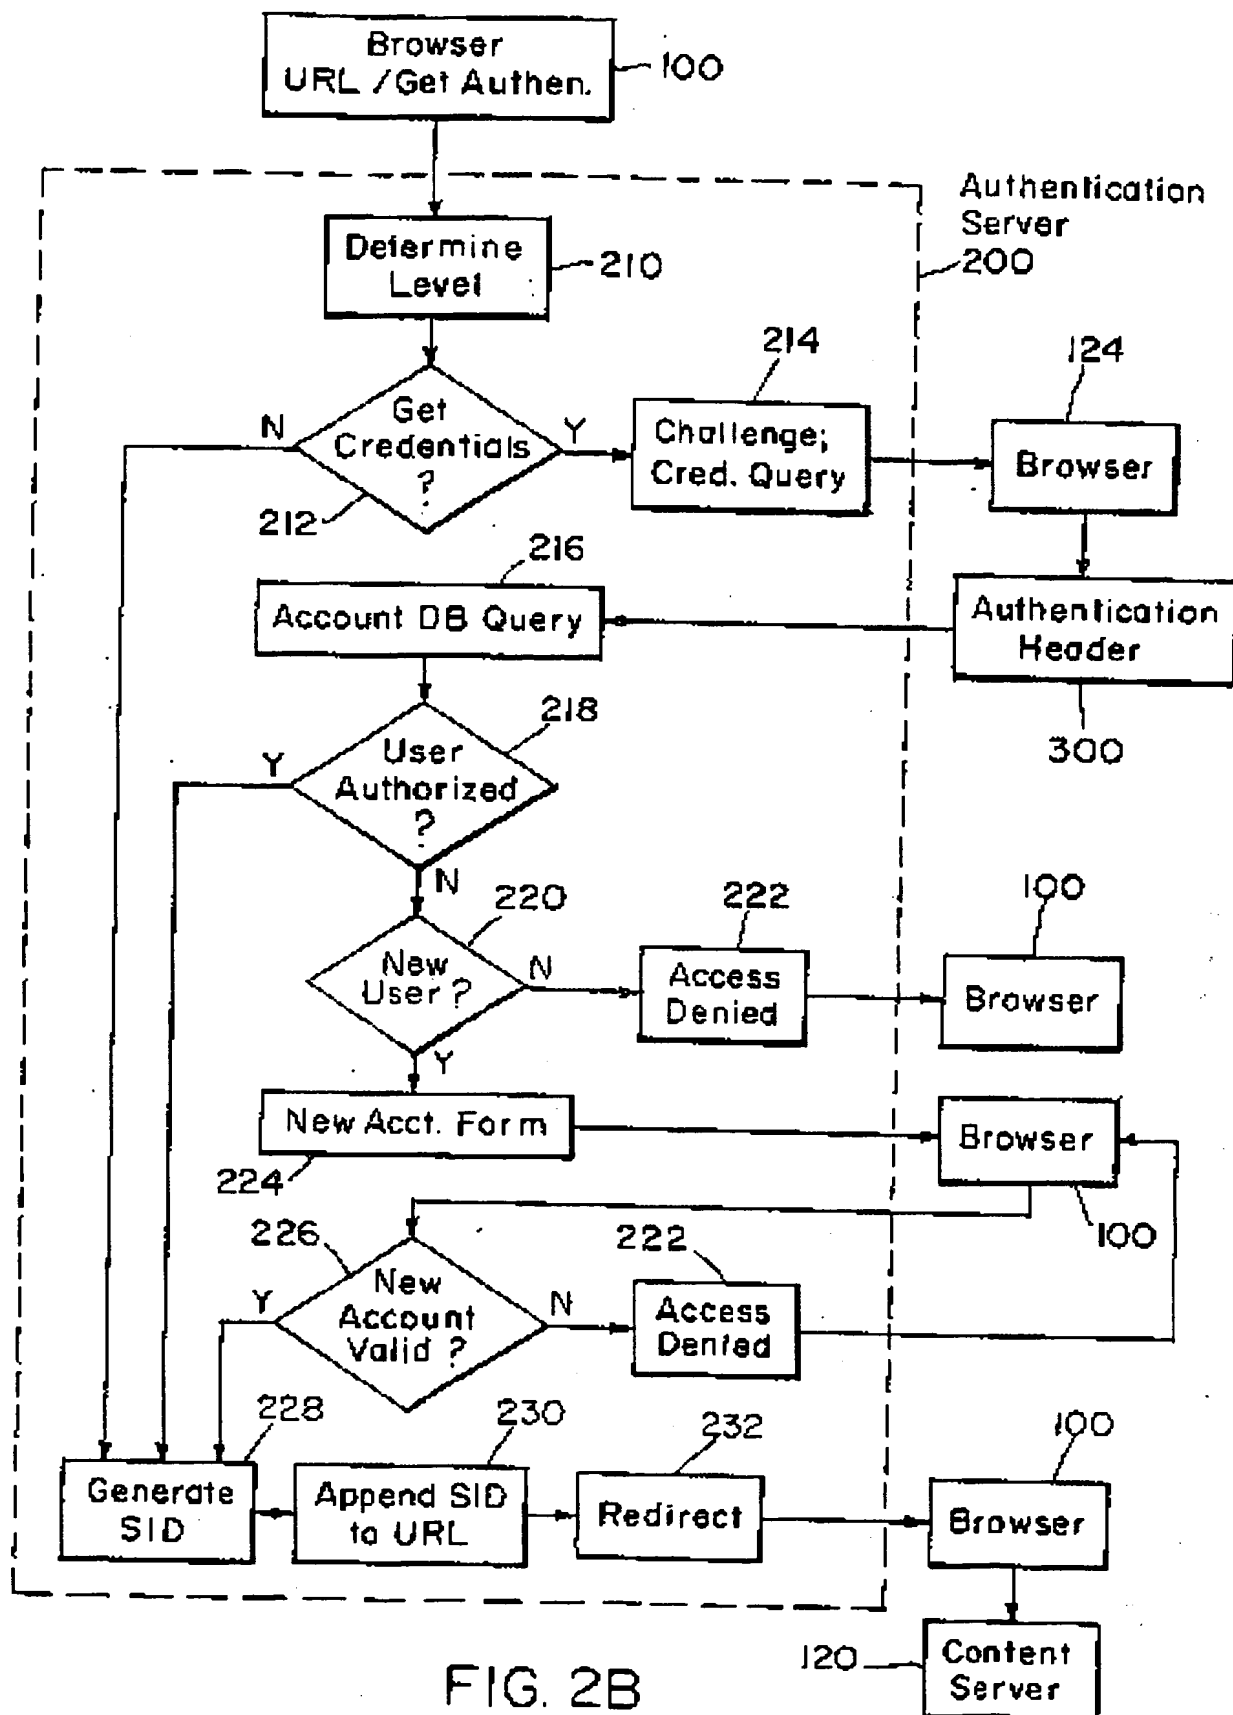 Browser
URL /Get Authen.
100
Authentication
Server
200
Determine
Level
210
214
124
N
Get
Credentials
?
Y
Challenge;
Cred. Query
Browser
212
216
Account DB Query
Authentication
Header
218
300
Y
User
Authorized
?
N
220
222
100
New
User ?
N
Access
Denied
Browser
Y
New Acct. Form
Browser
224
226
222
100
Y
New
Account
Valid ?
N
Access
Denied
228
230
232
100
Generate
SID
Append SID
to URL
Redirect
Browser
120
Content
Server
FIG. 2B